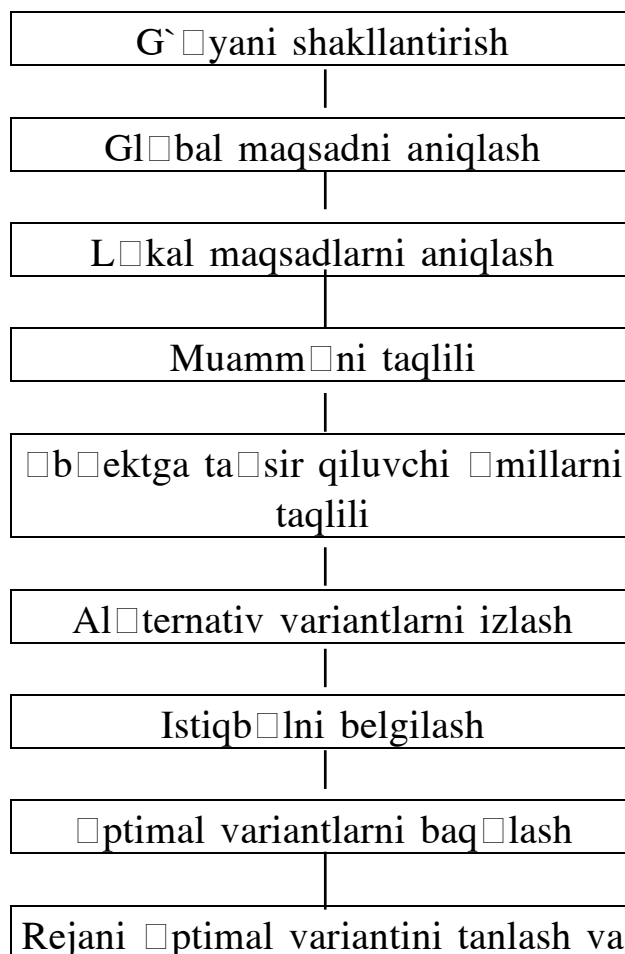 G`□yani shakllantirish
Gl□bal maqsadni aniqlash
L□kal maqsadlarni aniqlash
Muamm□ni taqlili
□b□ektga ta□sir qiluvchi □millarni
taqlili
Al□ternativ variantlarni izlash
Istiqb□lni belgilash
□ptimal variantlarni baq□lash
Rejani □ptimal variantini tanlash va